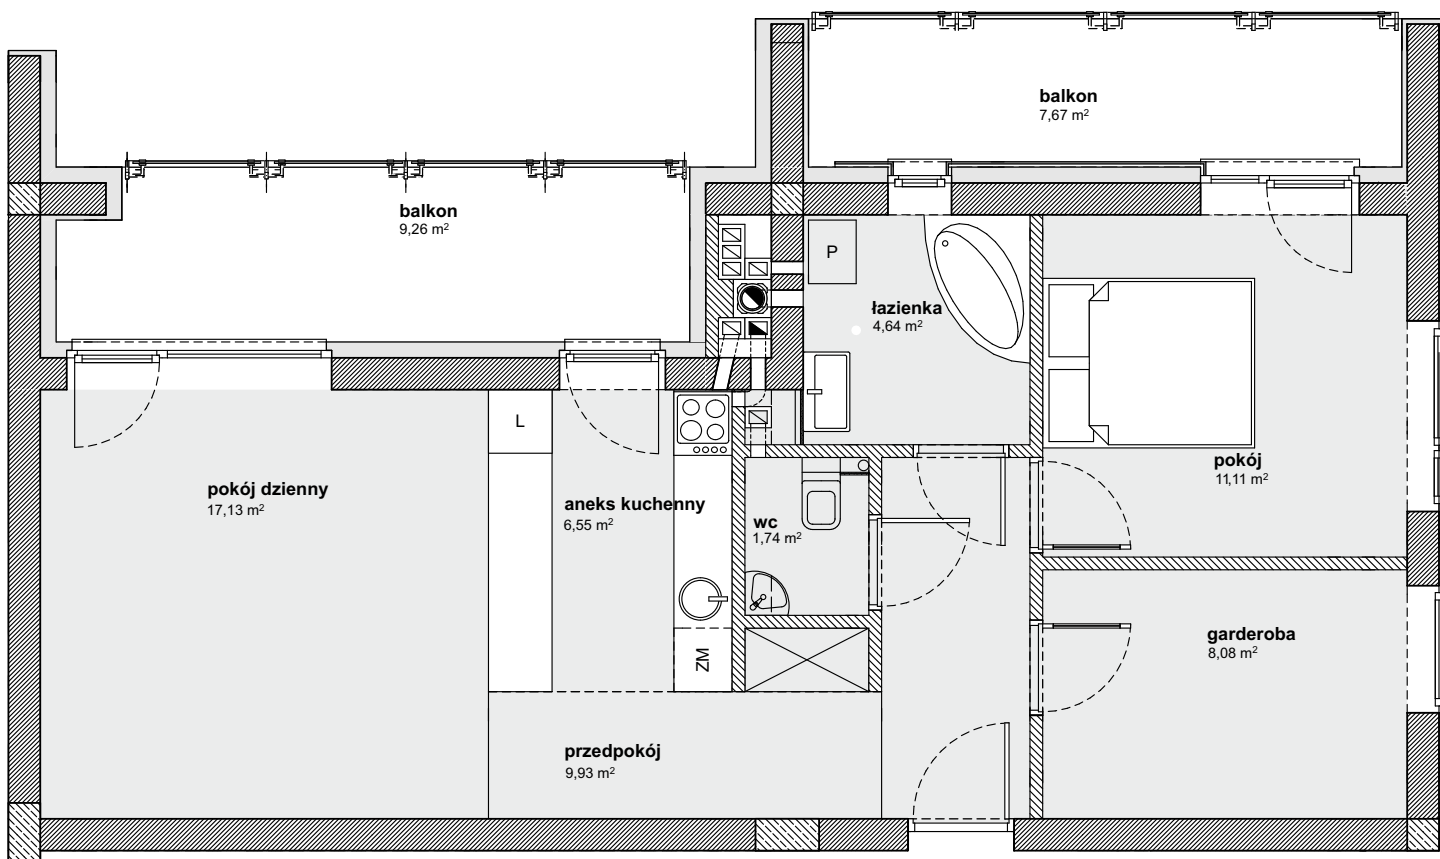 balkon
7,67 m²
balkon
9,26 m²
P
łazienka
4,64 m²
L
pokój
11,11 m²
pokój dzienny
17,13 m²
aneks kuchenny
6,55 m²
wc
1,74 m²
garderoba
8,08 m²
ZM
przedpokój
9,93 m²